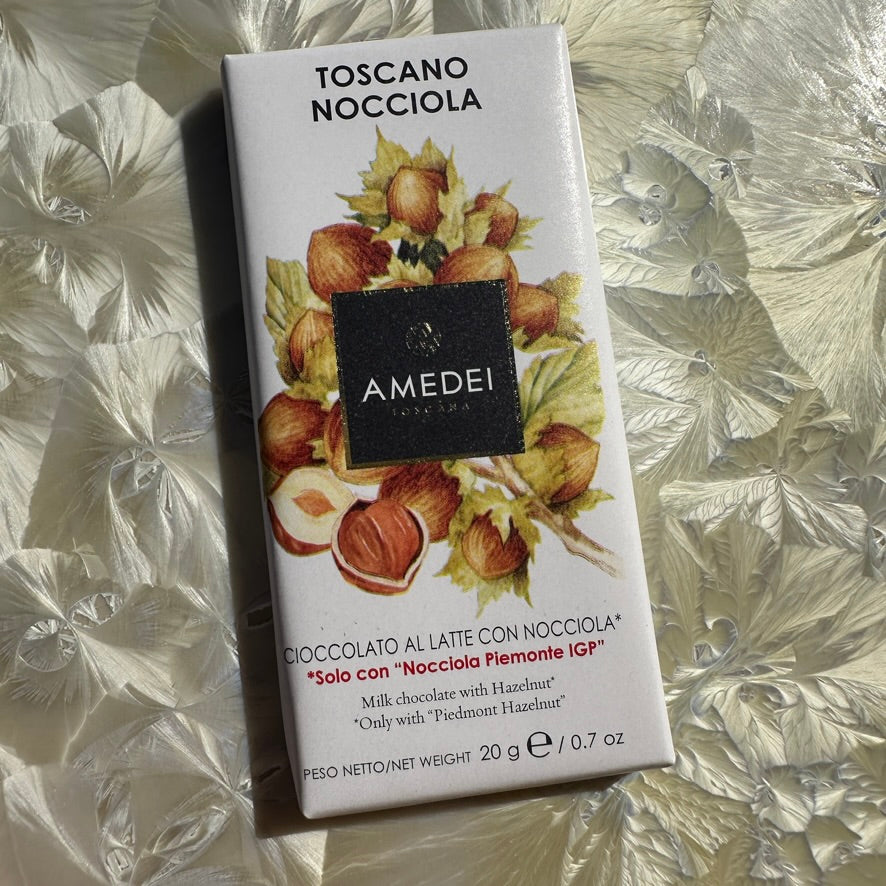 TOSCANO
NOCCIOLA
AMEDEI
TOSCANA
CIOCCOLATO AL LATTE CON NOCCIOLA*
*Solo con “Nocciola Piemonte IGP”
Milk chocolate with Hazelnut*
*Only with “Piedmont Hazelnut”
PESO NETTO/NET WEIGHT 20 g ℮ / 0.7 oz